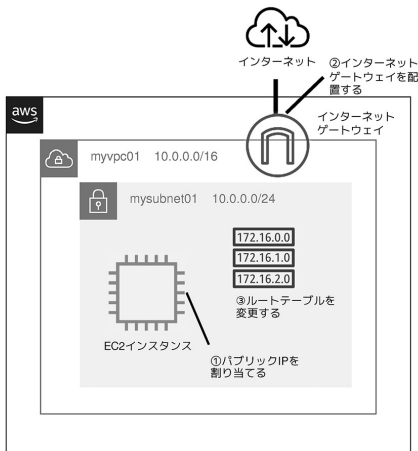 インターネット
②インターネット
ゲートウェイを配
置する
aws
インターネット
ゲートウェイ
myvpc01 10.0.0.0/16
mysubnet01 10.0.0.0/24
172.16.0.0
172.16.1.0
172.16.2.0
③ルートテーブルを
変更する
EC2インスタンス
①パブリックIPを
割り当てる